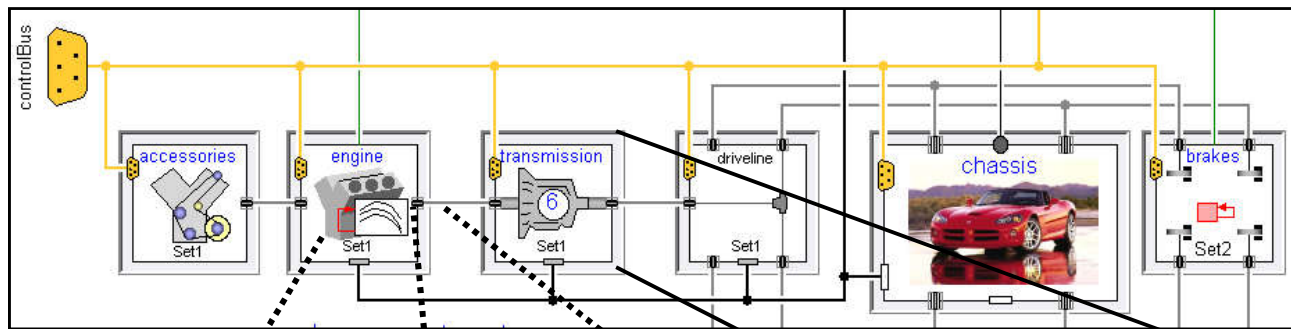 controlBus
accessories
Set1
engine
Set1
transmission
6
Set1
driveline
Set1
chassis
brakes
Set2